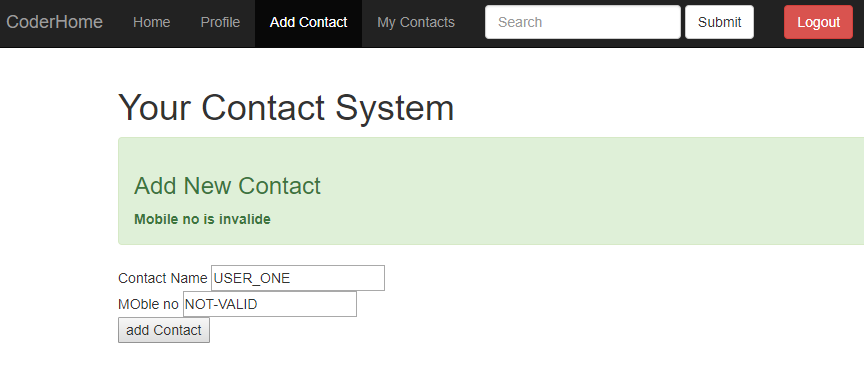 CoderHome Home Profile Add Contact My Contacts Search Submit Logout
Your Contact System
Add New Contact
Mobile no is invalide
Contact Name USER_ONE
MOble no NOT-VALID
add Contact